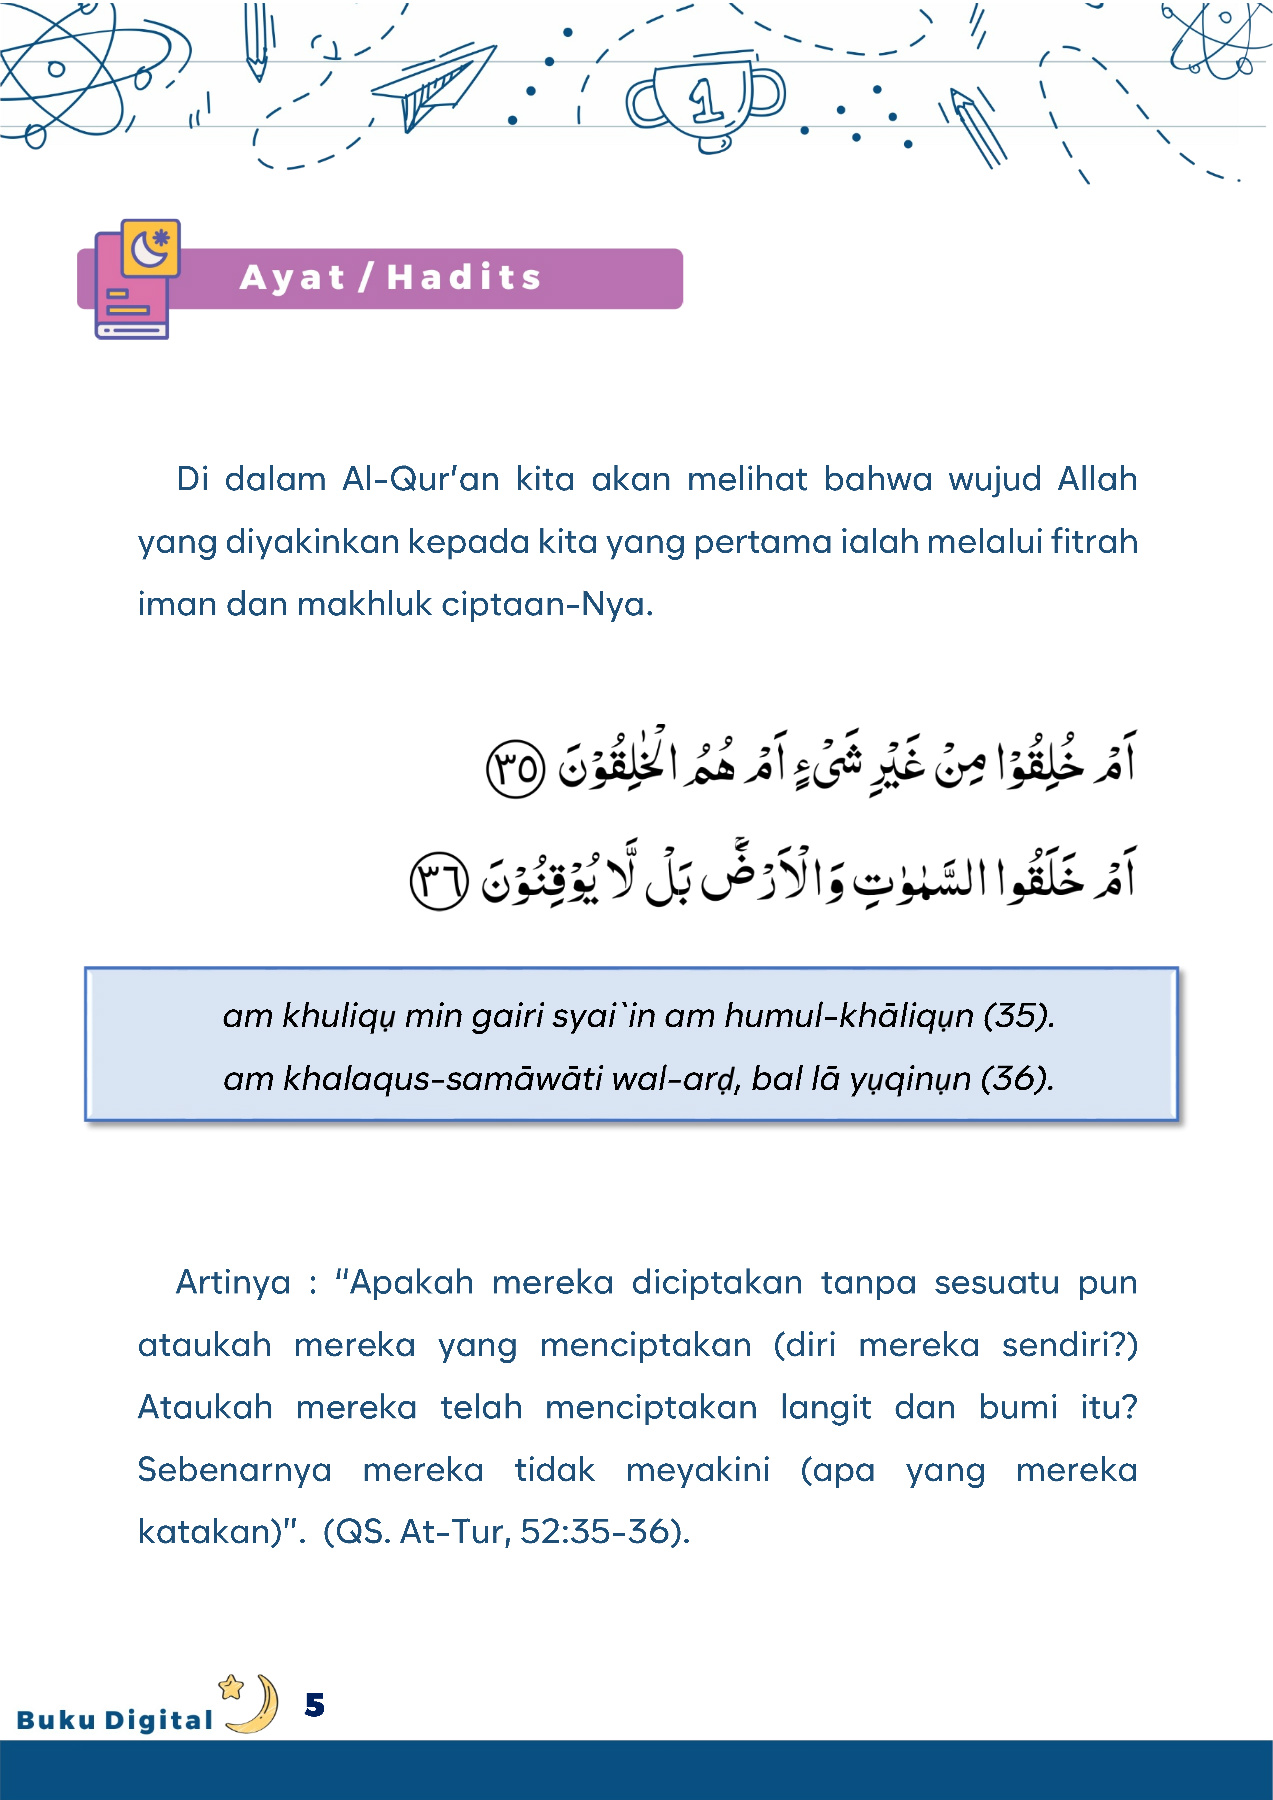 1
Ayat / Hadits
Di dalam Al-Qur’an kita akan melihat bahwa wujud Allah
yang diyakinkan kepada kita yang pertama ialah melalui fitrah
iman dan makhluk ciptaan-Nya.
اَمْ خُلِقُوْا مِنْ غَيْرِ شَيْءٍ اَمْ هُمُ الْخٰلِقُوْنَ ٣٥
اَمْ خَلَقُوا السَّمٰوٰتِ وَالْاَرْضَۚ بَلْ لَّا يُوْقِنُوْنَ ٣٦
am khuliqụ min gairi syai`in am humul-khāliqụn (35).
am khalaqus-samāwāti wal-arḍ, bal lā yụqinụn (36).
Artinya : "Apakah mereka diciptakan tanpa sesuatu pun
ataukah mereka yang menciptakan (diri mereka sendiri?)
Ataukah mereka telah menciptakan langit dan bumi itu?
Sebenarnya mereka tidak meyakini (apa yang mereka
katakan)". (QS. At-Tur, 52:35-36).
Buku Digital 5